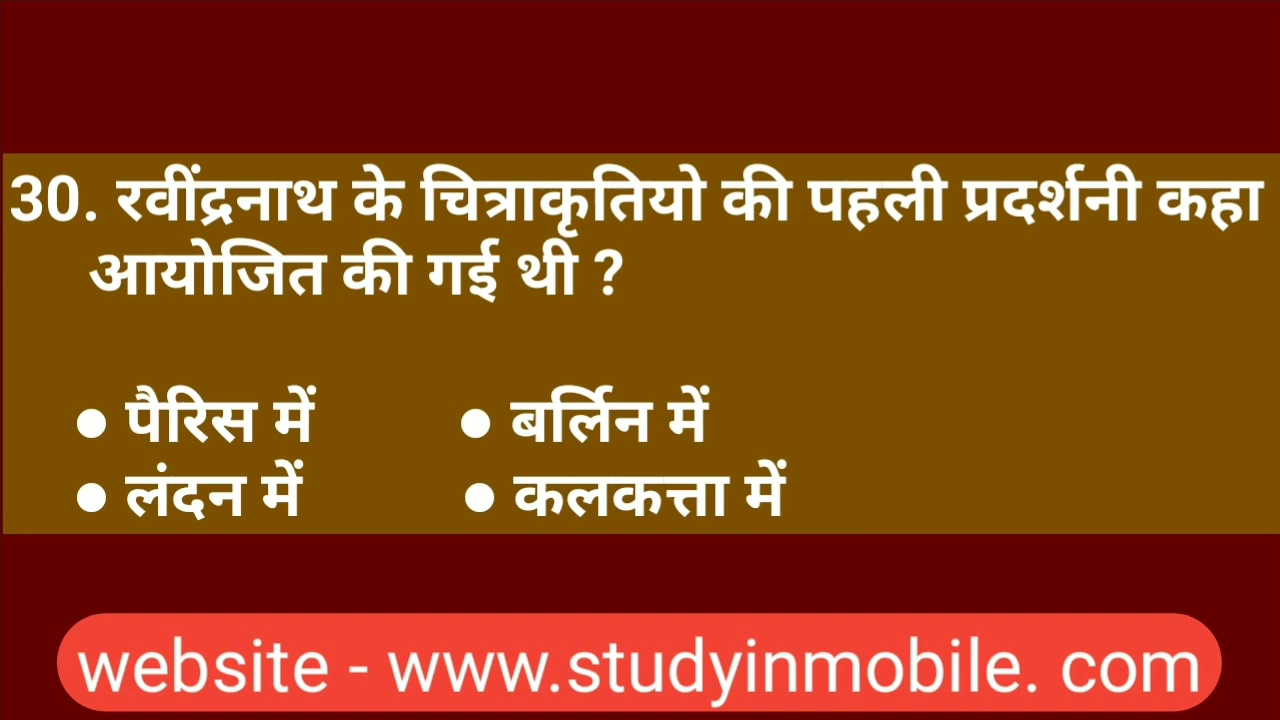 30. रवींद्रनाथ के चित्राकृतियो की पहली प्रदर्शनी कहा
आयोजित की गई थी ?
● पैरिस में ● बर्लिन में
● लंदन में ● कलकत्ता में
website - www.studyinmobile. com